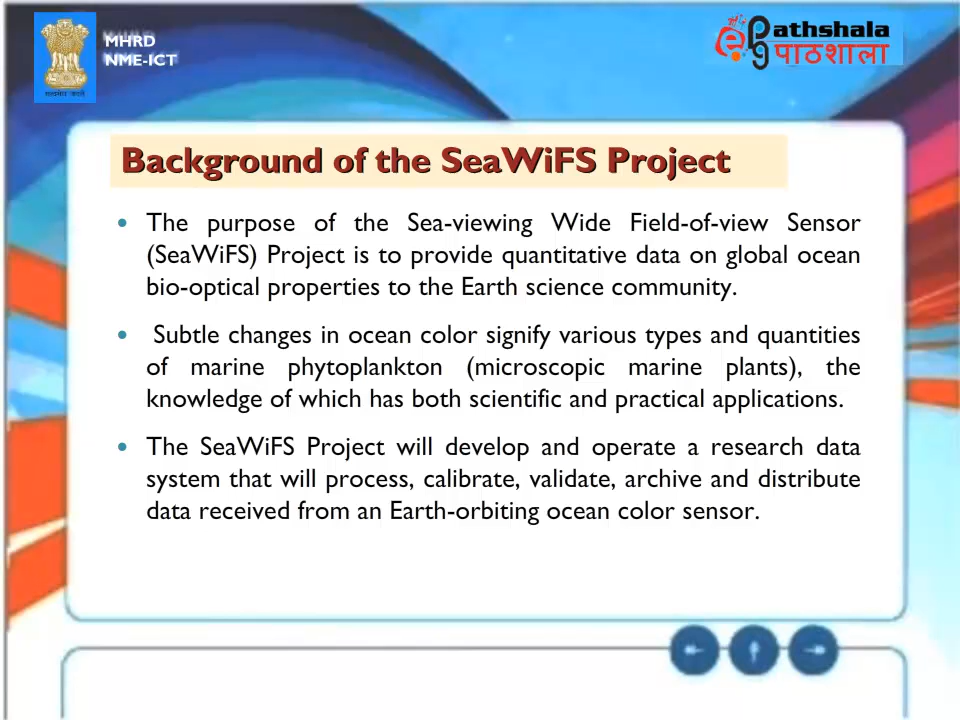 MHRD
NME-ICT
ePathshala
पाठशाला
Background of the SeaWiFS Project
• The purpose of the Sea-viewing Wide Field-of-view Sensor
(SeaWiFS) Project is to provide quantitative data on global ocean
bio-optical properties to the Earth science community.
• Subtle changes in ocean color signify various types and quantities
of marine phytoplankton (microscopic marine plants), the
knowledge of which has both scientific and practical applications.
• The SeaWiFS Project will develop and operate a research data
system that will process, calibrate, validate, archive and distribute
data received from an Earth-orbiting ocean color sensor.